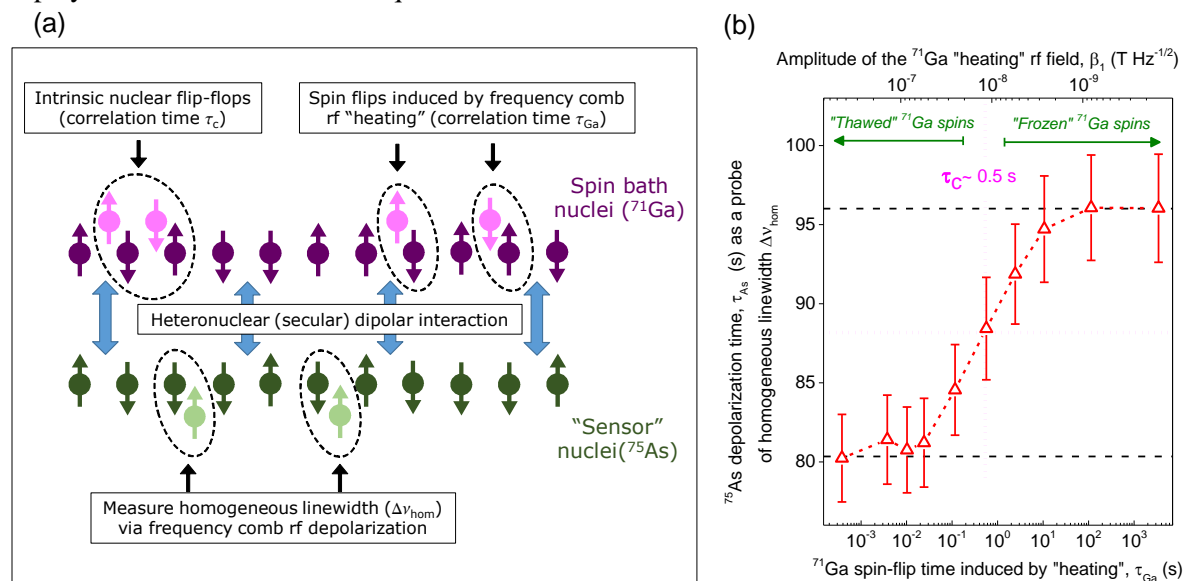 (a)
Intrinsic nuclear flip-flops
(correlation time τc)
Spin flips induced by frequency comb
rf “heating” (correlation time τGa)
Spin bath
nuclei (⁷¹Ga)
Heteronuclear (secular) dipolar interaction
“Sensor”
nuclei(⁷⁵As)
Measure homogeneous linewidth (Δνhom)
via frequency comb rf depolarization
(b)
Amplitude of the ⁷¹Ga "heating" rf field, β₁ (T Hz⁻¹/²)
10⁻⁷ 10⁻⁸ 10⁻⁹
"Thawed" ⁷¹Ga spins
"Frozen" ⁷¹Ga spins
τC~ 0.5 s
100
95
90
85
80
⁷⁵As depolarization time, τAs (s) as a probe
of homogeneous linewidth Δνhom
10⁻³ 10⁻² 10⁻¹ 10⁰ 10¹ 10² 10³
⁷¹Ga spin-flip time induced by "heating", τGa (s)